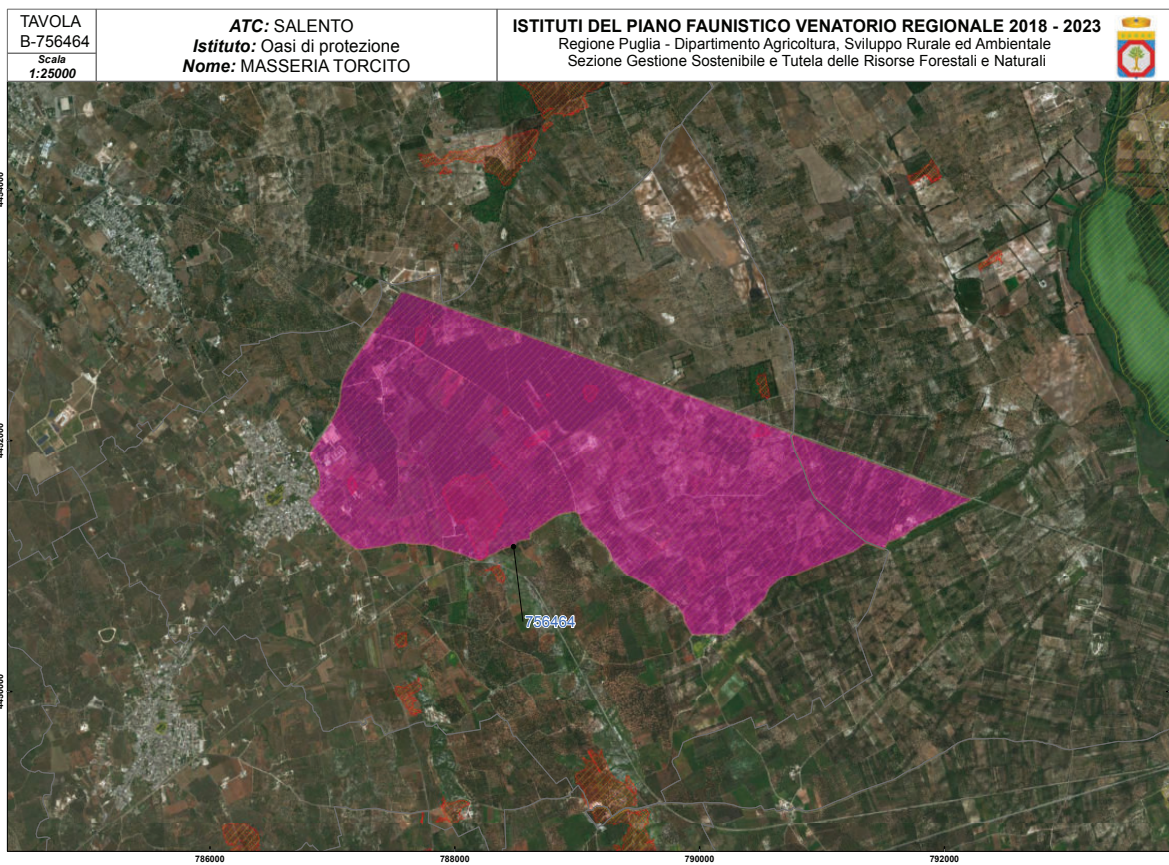 TAVOLA
B-756464
Scala
1:25000
ATC: SALENTO
Istituto: Oasi di protezione
Nome: MASSERIA TORCITO
ISTITUTI DEL PIANO FAUNISTICO VENATORIO REGIONALE 2018 - 2023
Regione Puglia - Dipartimento Agricoltura, Sviluppo Rurale ed Ambientale
Sezione Gestione Sostenibile e Tutela delle Risorse Forestali e Naturali
756464
786000
788000
790000
792000